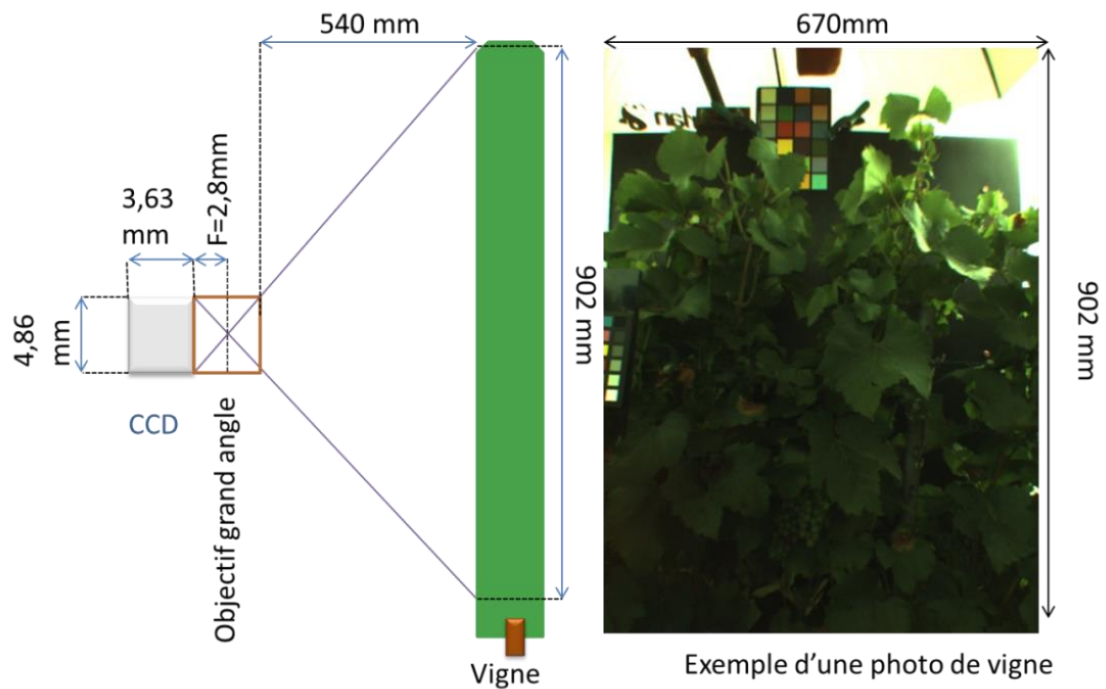 540 mm
670mm
3,63
mm
F=2,8mm
4,86
mm
902 mm
902 mm
CCD
Objectif grand angle
Vigne
Exemple d'une photo de vigne